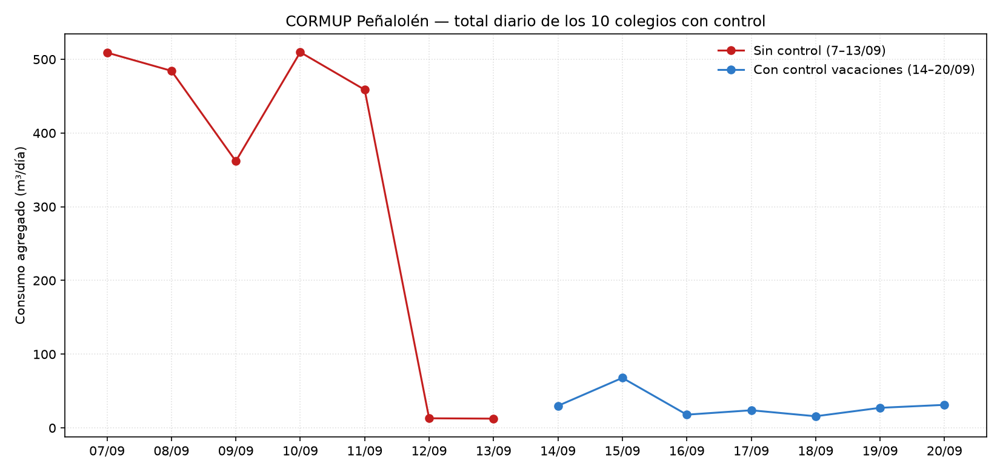 CORMUP Peñalolén — total diario de los 10 colegios con control
Sin control (7–13/09)
Con control vacaciones (14–20/09)
Consumo agregado (m³/día)
500
400
300
200
100
0
07/09 08/09 09/09 10/09 11/09 12/09 13/09 14/09 15/09 16/09 17/09 18/09 19/09 20/09